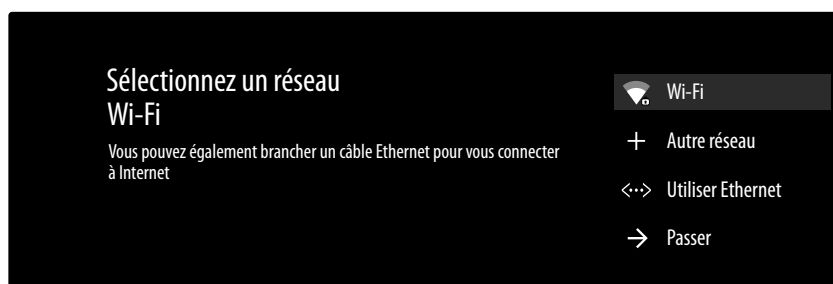 Sélectionnez un réseau
Wi-Fi
Vous pouvez également brancher un câble Ethernet pour vous connecter
à Internet
Wi-Fi
Autre réseau
Utiliser Ethernet
Passer